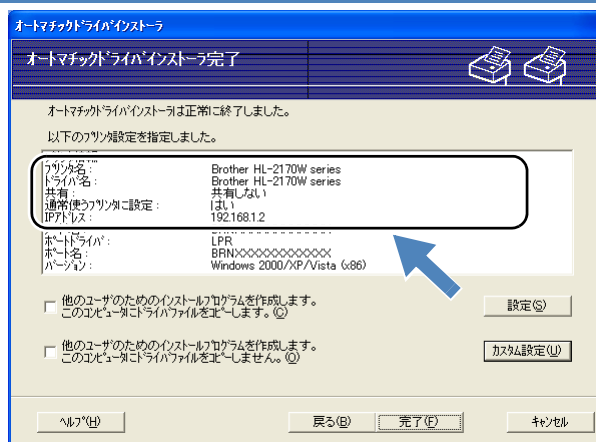 オートマチックドライバインストーラ
オートマチックドライバインストーラ完了
オートマチックドライバインストーラは正常に終了しました。
以下のプリンタ設定を指定しました。
プリンタ名： Brother HL-2170W series
ドライバ名： Brother HL-2170W series
共有： 共有しない
通常使うプリンタに設定： はい
IPアドレス： 192.168.1.2
ポートドライバ： LPR
ポート名： BRNXXXXXXXXXXXX
バージョン： Windows 2000/XP/Vista (x86)
他のユーザのためのインストールプログラムを作成します。
このコンピュータにドライバファイルをコピーします。(C)
設定(S)
他のユーザのためのインストールプログラムを作成します。
このコンピュータにドライバファイルをコピーしません。(O)
カスタム設定(U)
ヘルプ(H) 戻る(B) 完了(F) キャンセル